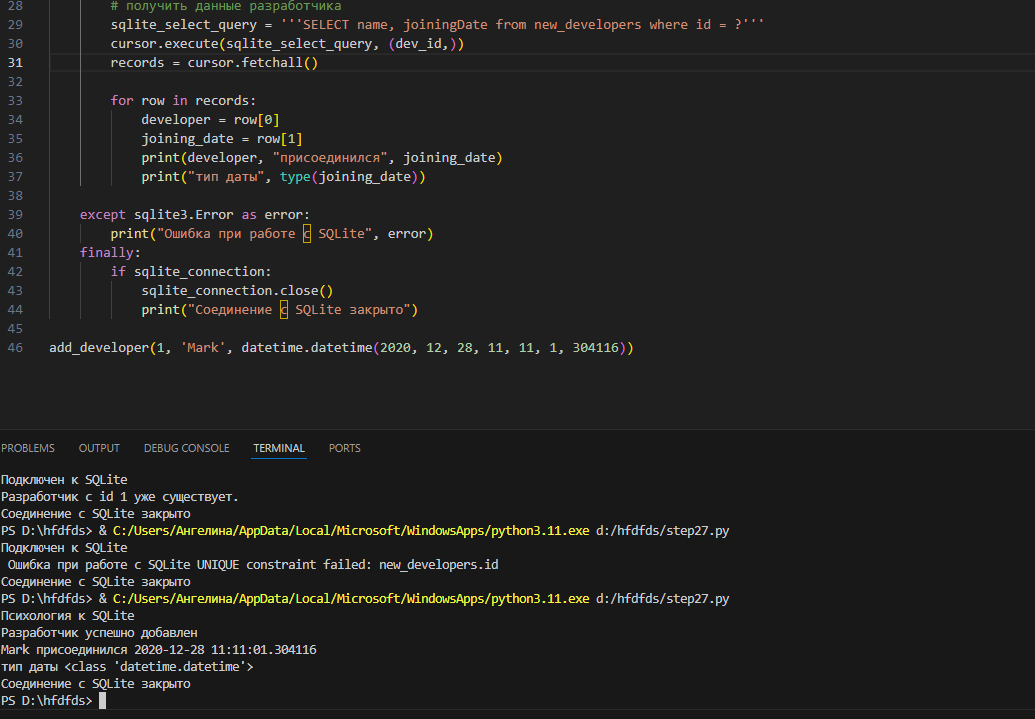 28 # получить данные разработчика
29 sqlite_select_query = '''SELECT name, joiningDate from new_developers where id = ?'''
30 cursor.execute(sqlite_select_query, (dev_id,))
31 records = cursor.fetchall()
32
33 for row in records:
34 developer = row[0]
35 joining_date = row[1]
36 print(developer, "присоединился", joining_date)
37 print("тип даты", type(joining_date))
38
39 except sqlite3.Error as error:
40 print("Ошибка при работе с SQLite", error)
41 finally:
42 if sqlite_connection:
43 sqlite_connection.close()
44 print("Соединение с SQLite закрыто")
45
46 add_developer(1, 'Mark', datetime.datetime(2020, 12, 28, 11, 11, 1, 304116))
PROBLEMS OUTPUT DEBUG CONSOLE TERMINAL PORTS
Подключен к SQLite
Разработчик с id 1 уже существует.
Соединение с SQLite закрыто
PS D:\hfdfds> & C:/Users/Ангелина/AppData/Local/Microsoft/WindowsApps/python3.11.exe d:/hfdfds/step27.py
Подключен к SQLite
Ошибка при работе с SQLite UNIQUE constraint failed: new_developers.id
Соединение с SQLite закрыто
PS D:\hfdfds> & C:/Users/Ангелина/AppData/Local/Microsoft/WindowsApps/python3.11.exe d:/hfdfds/step27.py
Психология к SQLite
Разработчик успешно добавлен
Mark присоединился 2020-12-28 11:11:01.304116
тип даты <class 'datetime.datetime'>
Соединение с SQLite закрыто
PS D:\hfdfds>